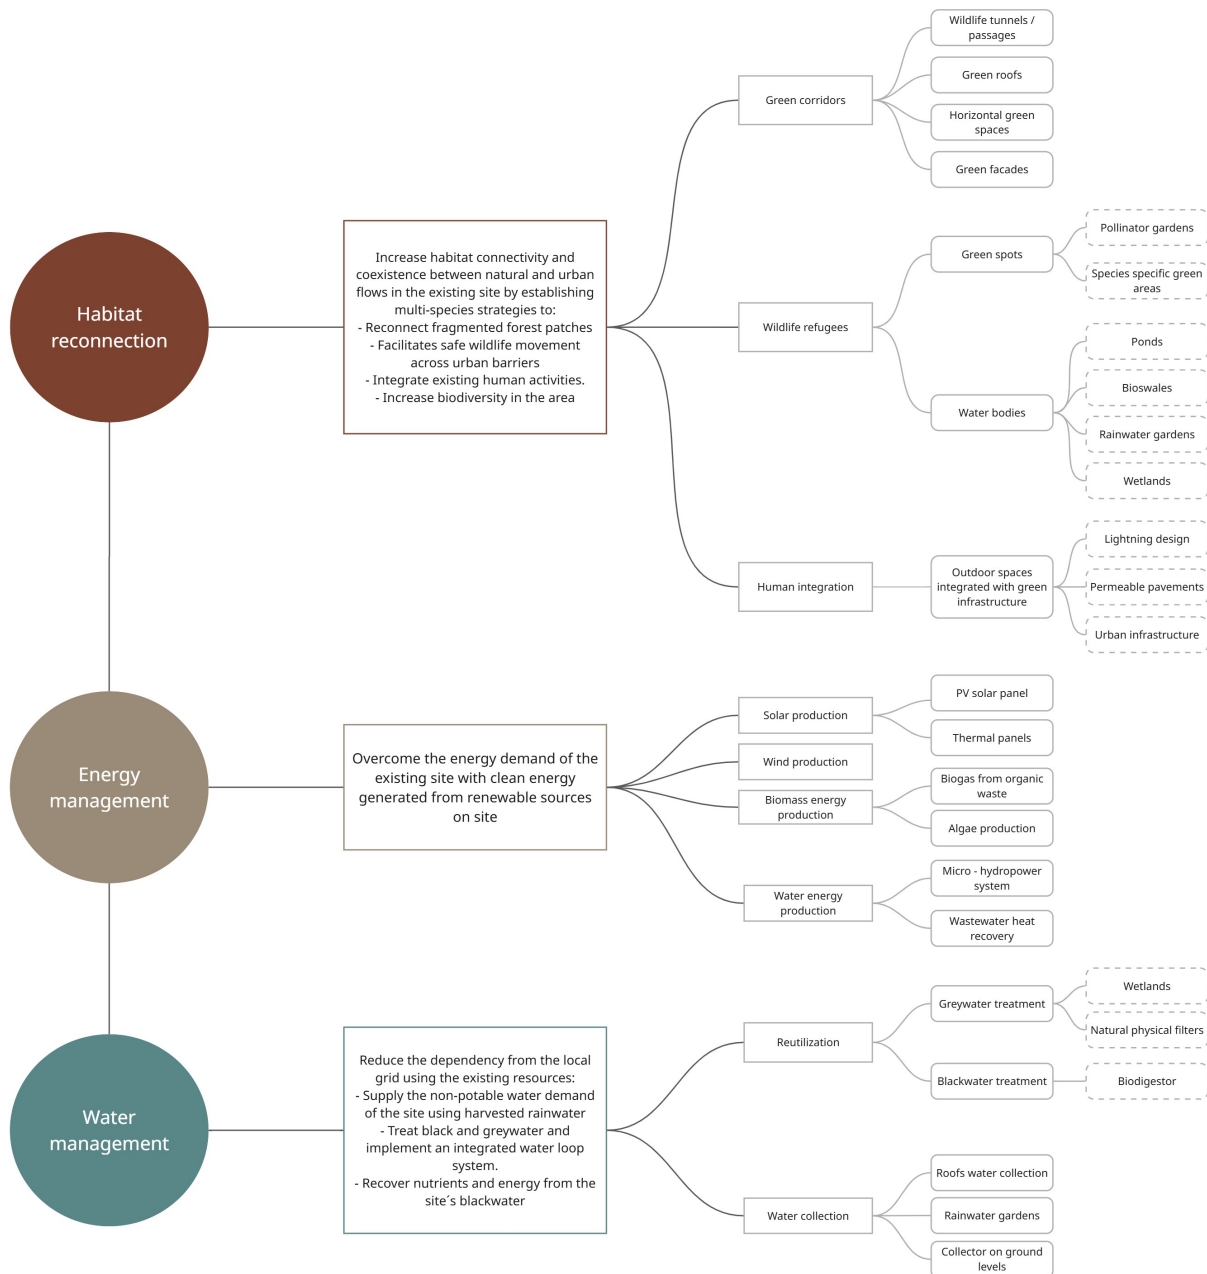 Habitat
reconnection
Increase habitat connectivity and
coexistence between natural and urban
flows in the existing site by establishing
multi-species strategies to:
- Reconnect fragmented forest patches
- Facilitates safe wildlife movement
across urban barriers
- Integrate existing human activities.
- Increase biodiversity in the area
Green corridors
Wildlife tunnels /
passages
Green roofs
Horizontal green
spaces
Green facades
Wildlife refugees
Green spots
Pollinator gardens
Species specific green
areas
Water bodies
Ponds
Bioswales
Rainwater gardens
Wetlands
Human integration
Outdoor spaces
integrated with green
infrastructure
Lightning design
Permeable pavements
Urban infrastructure
Energy
management
Overcome the energy demand of the
existing site with clean energy
generated from renewable sources
on site
Solar production
PV solar panel
Thermal panels
Wind production
Biomass energy
production
Biogas from organic
waste
Algae production
Water energy
production
Micro - hydropower
system
Wastewater heat
recovery
Water
management
Reduce the dependency from the local
grid using the existing resources:
- Supply the non-potable water demand
of the site using harvested rainwater
- Treat black and greywater and
implement an integrated water loop
system.
- Recover nutrients and energy from the
site´s blackwater
Reutilization
Greywater treatment
Wetlands
Natural physical filters
Blackwater treatment
Biodigestor
Water collection
Roofs water collection
Rainwater gardens
Collector on ground
levels